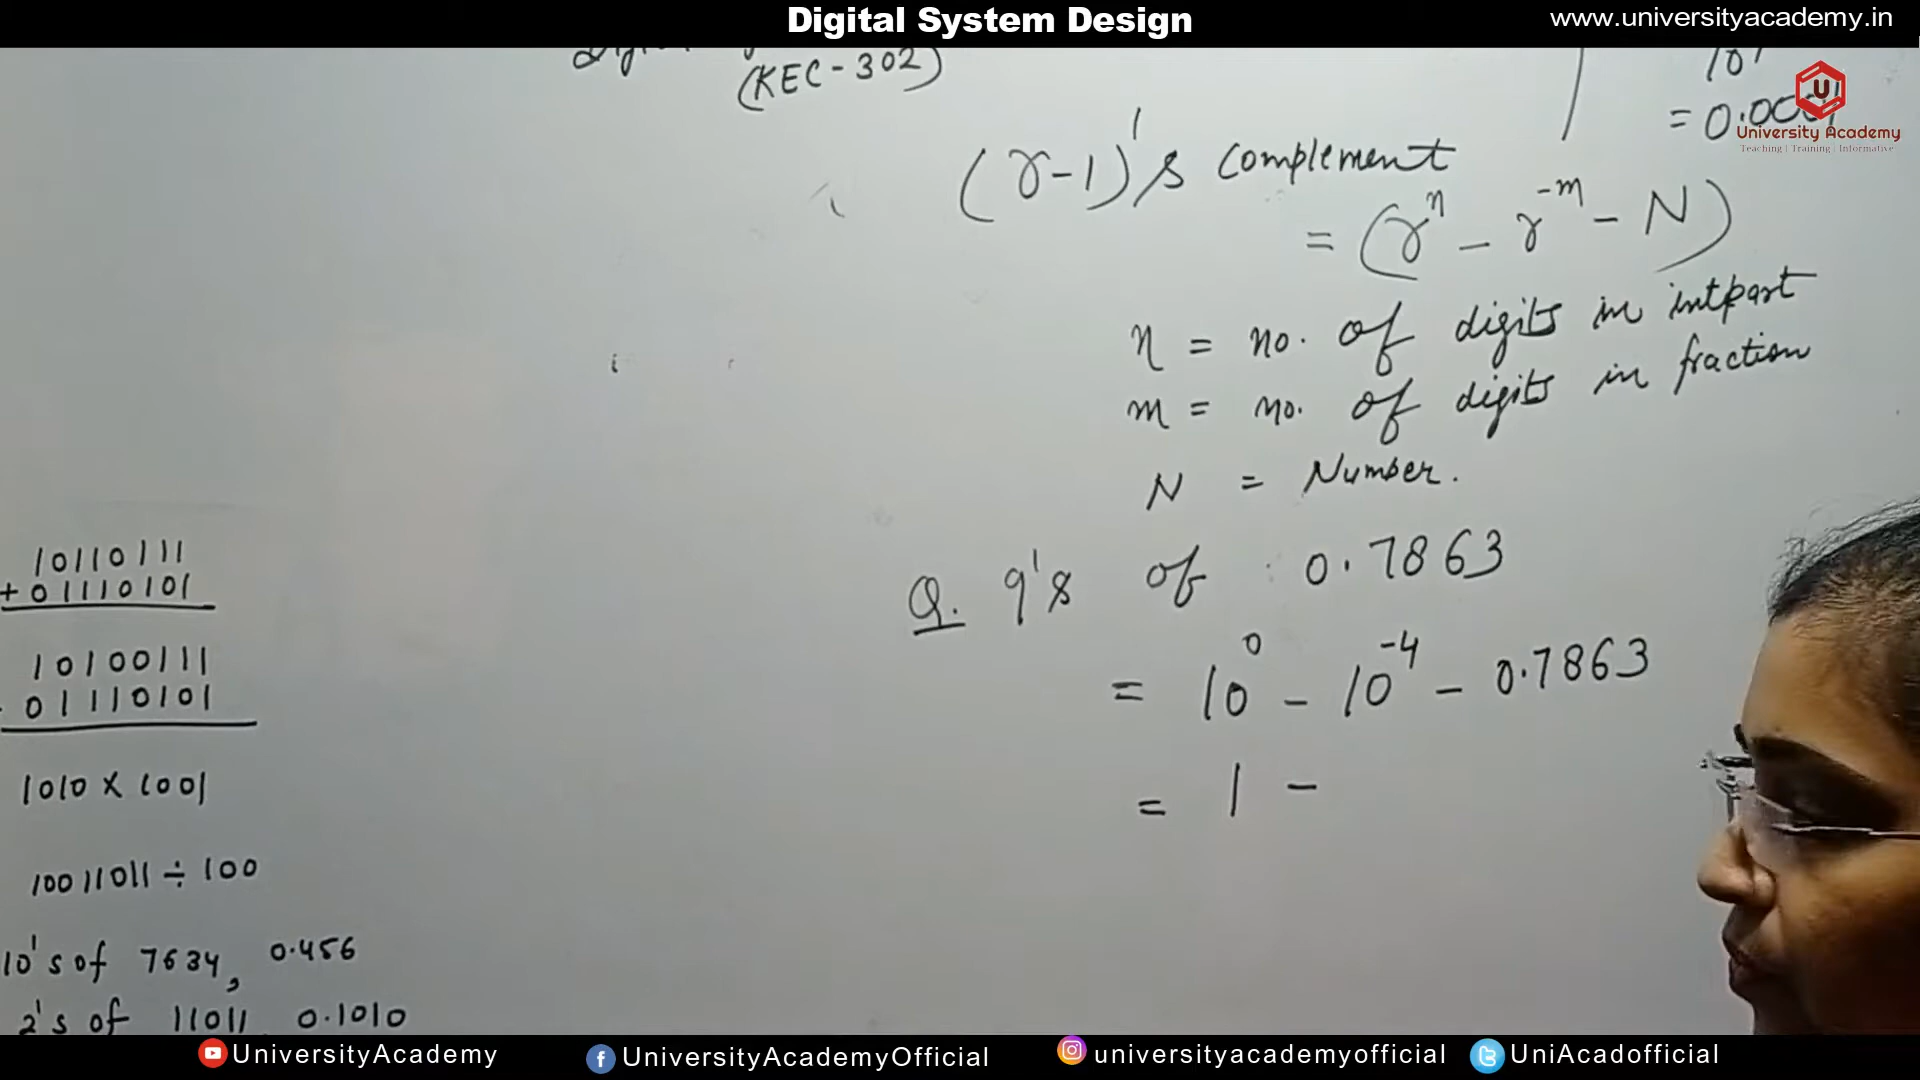 Digital System Design
www.universityacademy.in
(KEC-302)
= 0.0001
University Academy
Teaching | Training | Informative
(r-1)'s complement
= (r^n - r^-m - N)
n = no. of digits in intpart
m = no. of digits in fraction
N = Number.
Q. 9's of 0.7863
= 10^0 - 10^-4 - 0.7863
= 1 -
10110111
+ 01110101
10100111
- 01110101
1010 × 1001
10011011 ÷ 100
10's of 7634, 0.456
2's of 11011 0.1010
UniversityAcademy
UniversityAcademyOfficial
universityacademyofficial
UniAcadofficial